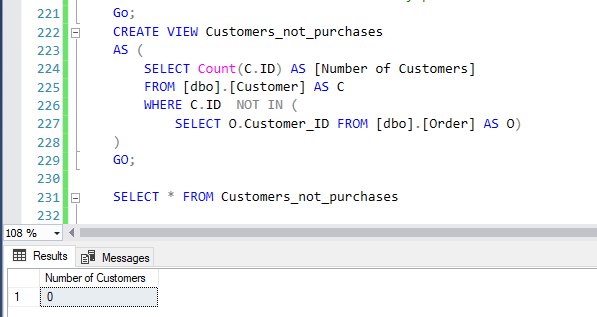 221 Go;
222 CREATE VIEW Customers_not_purchases
223 AS (
224 SELECT Count(C.ID) AS [Number of Customers]
225 FROM [dbo].[Customer] AS C
226 WHERE C.ID  NOT IN (
227 SELECT O.Customer_ID FROM [dbo].[Order] AS O)
228 )
229 GO;
230
231 SELECT * FROM Customers_not_purchases
232
108 %
Results Messages
Number of Customers
1 0